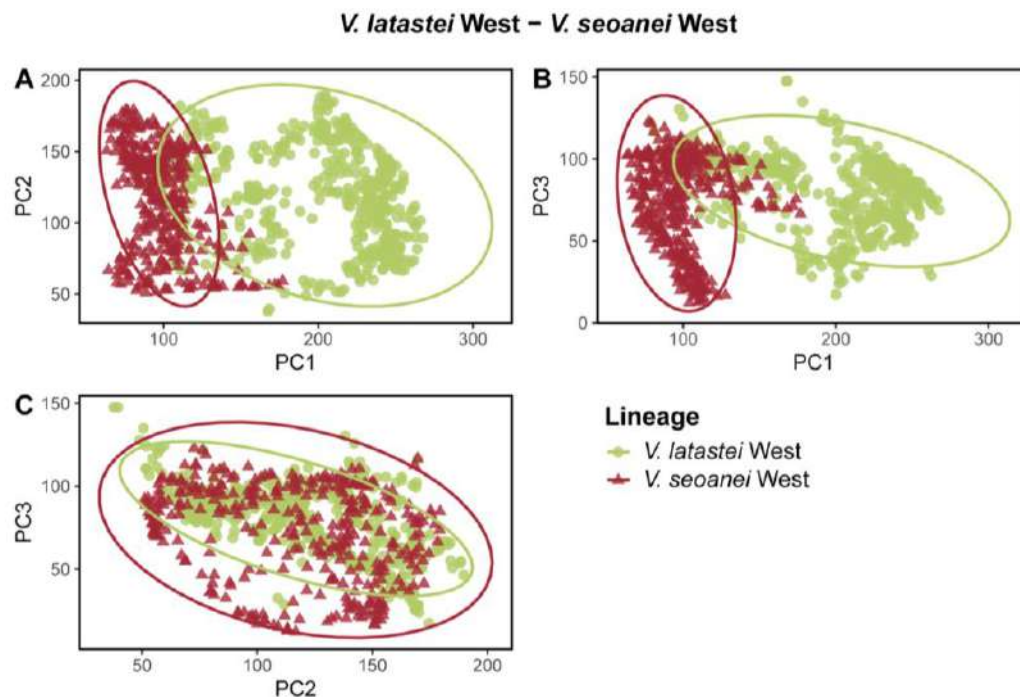 V. latastei West − V. seoanei West
A
200
150
100
50
PC2
100
200
300
PC1
B
150
100
50
0
PC3
100
200
300
PC1
C
150
100
50
PC3
50
100
150
200
PC2
Lineage
V. latastei West
V. seoanei West